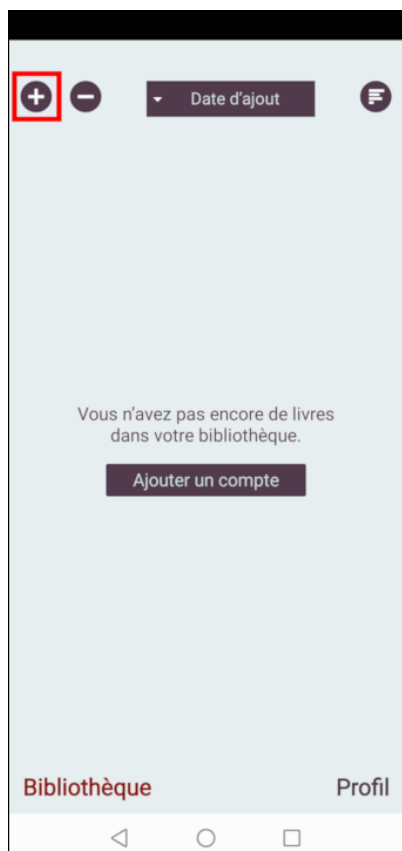 Date d'ajout
Vous n'avez pas encore de livres
dans votre bibliothèque.
Ajouter un compte
Bibliothèque
Profil